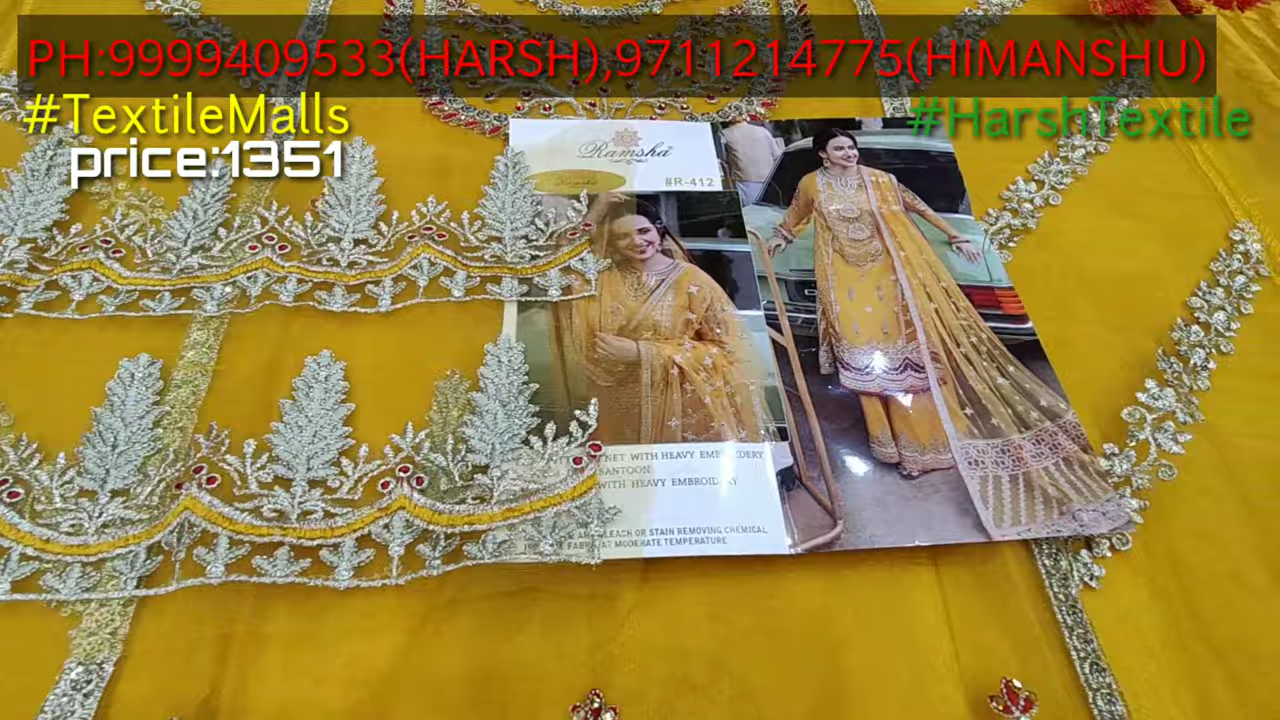 PH:9999409533(HARSH),9711214775(HIMANSHU)
#TextileMalls
#HarshTextile
price:1351
Ramsha
Ramsha
#R-412
NET WITH HEAVY EMBROIDERY
SANTOON
WITH HEAVY EMBROIDERY
BLEACH OR STAIN REMOVING CHEMICAL
AT MODERATE TEMPERATURE